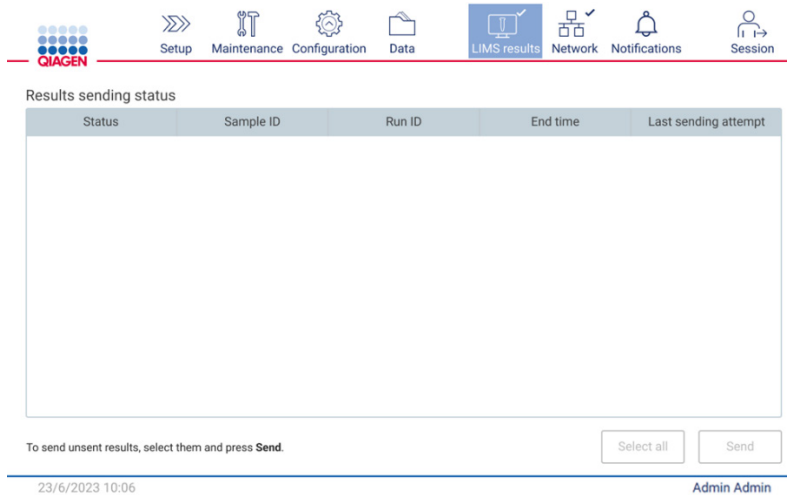 QIAGEN
Setup Maintenance Configuration Data LIMS results Network Notifications Session
Results sending status
Status Sample ID Run ID End time Last sending attempt
To send unsent results, select them and press Send.
Select all Send
23/6/2023 10:06 Admin Admin